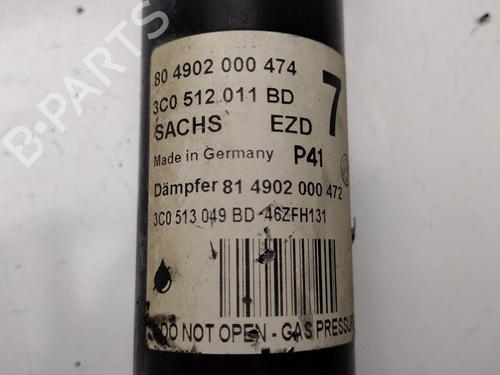 80 4902 000 474
7
3C0 512 011 BD
SACHS EZD
Made in Germany P41
Dämpfer 81 4902 000 472
3C0 513 049 BD-46ZFH131
DO NOT OPEN - GAS PRESSURE
B-PARTS